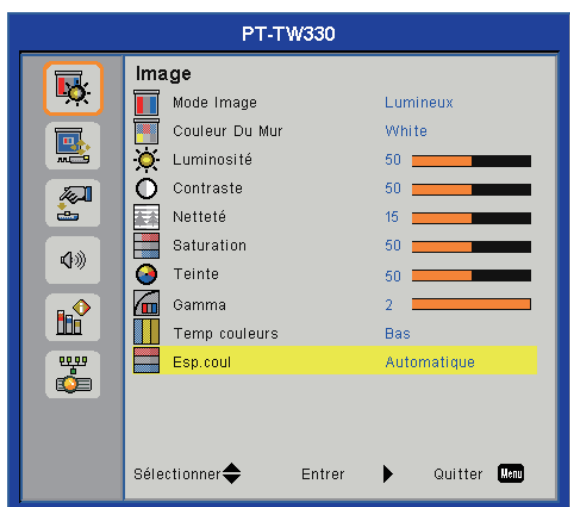 PT-TW330
Image
Mode Image Lumineux
Couleur Du Mur White
Luminosité 50
Contraste 50
Netteté 15
Saturation 50
Teinte 50
Gamma 2
Temp couleurs Bas
Esp.coul Automatique
Sélectionner Entrer Quitter Menu